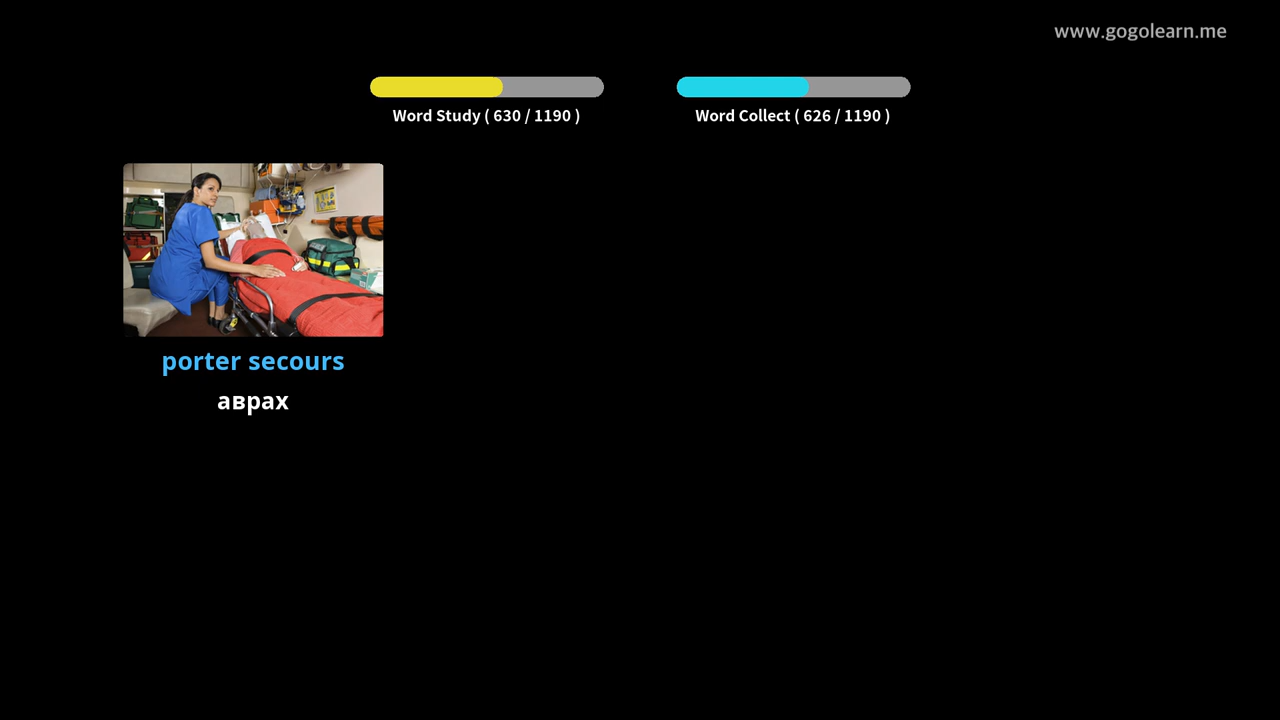 www.gogolearn.me
Word Study ( 630 / 1190 )
Word Collect ( 626 / 1190 )
porter secours
аврах